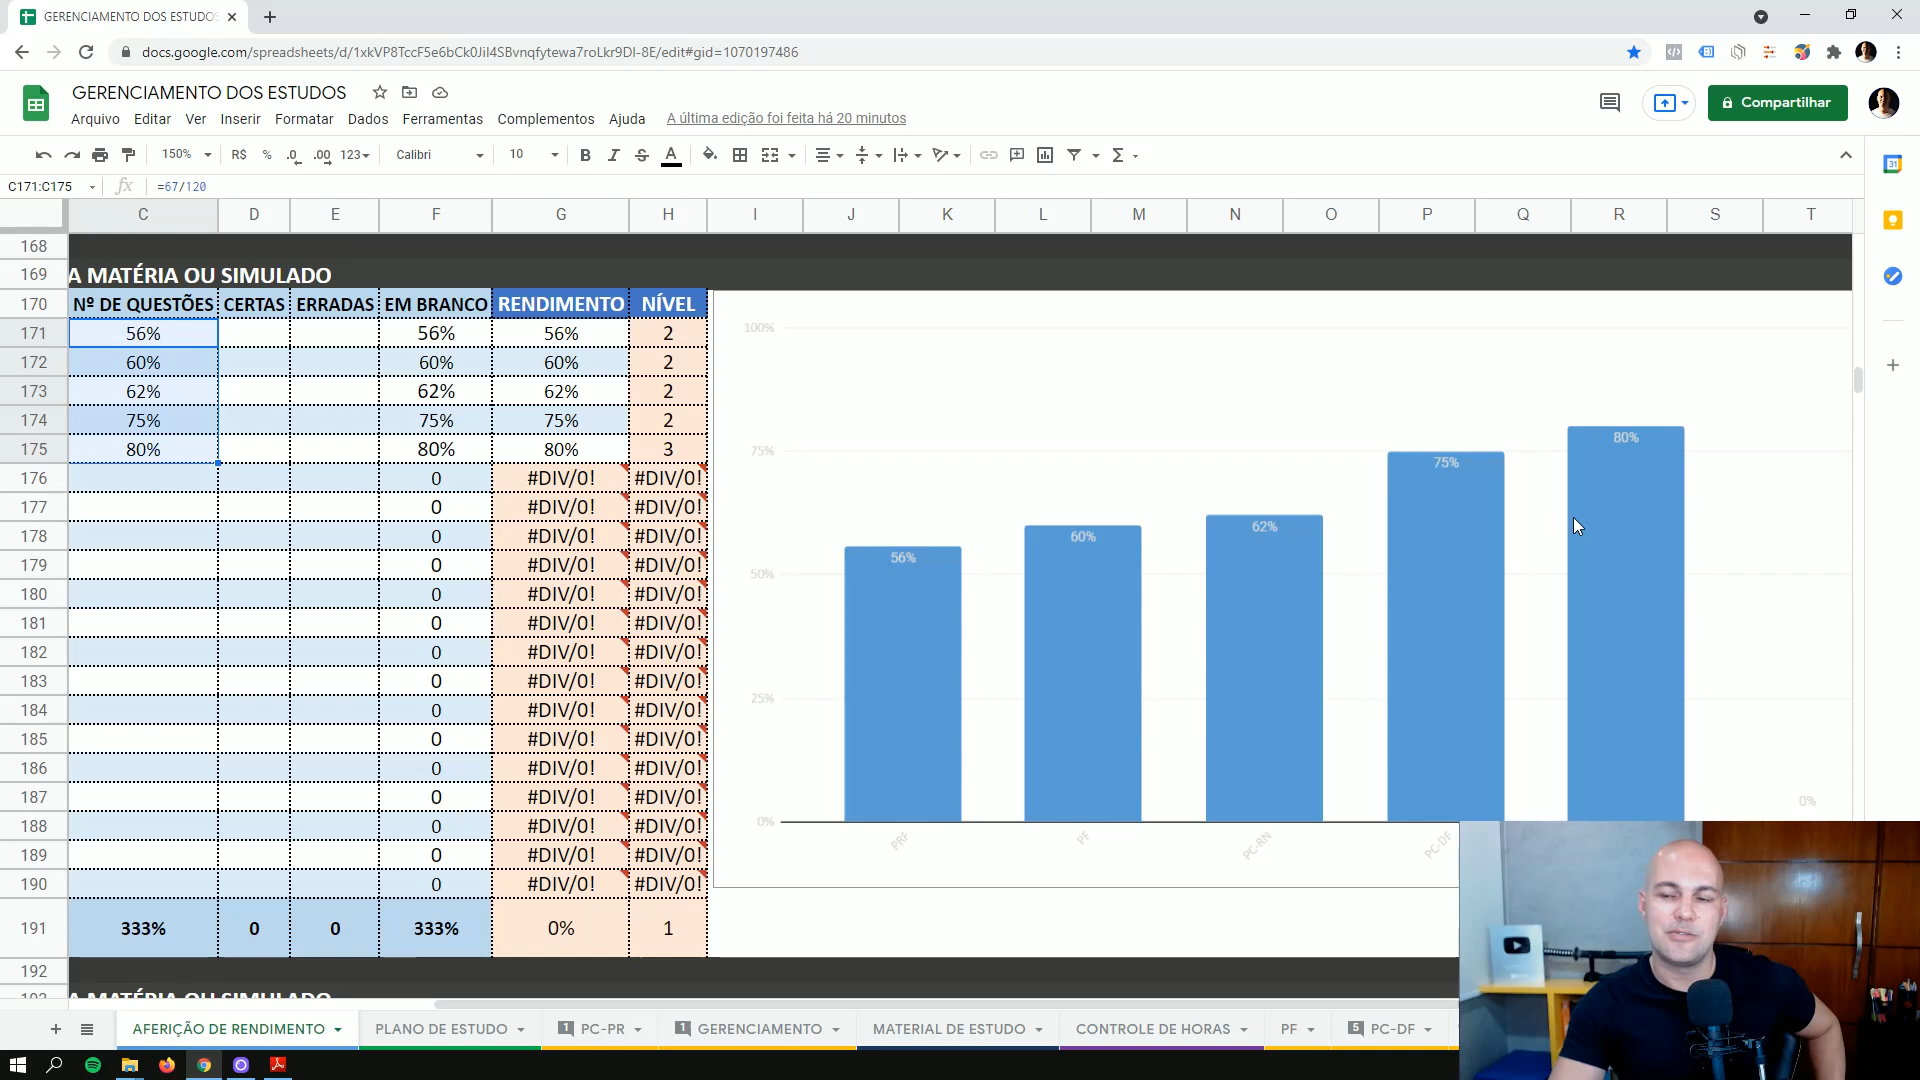 GERENCIAMENTO DOS ESTUDOS
docs.google.com/spreadsheets/d/1xkVP8TccF5e6bCk0JiI4SBvnqfytewa7roLkr9DI-8E/edit#gid=1070197486
GERENCIAMENTO DOS ESTUDOS
Arquivo Editar Ver Inserir Formatar Dados Ferramentas Complementos Ajuda A última edição foi feita há 20 minutos
Compartilhar
150% R$ % .0 .00 123 Calibri 10 B I S A Σ
31
C171:C175 fx =67/120
C D E F G H I J K L M N O P Q R S T
168
169 A MATÉRIA OU SIMULADO
170 Nº DE QUESTÕES CERTAS ERRADAS EM BRANCO RENDIMENTO NÍVEL
171 56% 56% 56% 2
172 60% 60% 60% 2
173 62% 62% 62% 2
174 75% 75% 75% 2
175 80% 80% 80% 3
176 0 #DIV/0! #DIV/0!
177 0 #DIV/0! #DIV/0!
178 0 #DIV/0! #DIV/0!
179 0 #DIV/0! #DIV/0!
180 0 #DIV/0! #DIV/0!
181 0 #DIV/0! #DIV/0!
182 0 #DIV/0! #DIV/0!
183 0 #DIV/0! #DIV/0!
184 0 #DIV/0! #DIV/0!
185 0 #DIV/0! #DIV/0!
186 0 #DIV/0! #DIV/0!
187 0 #DIV/0! #DIV/0!
188 0 #DIV/0! #DIV/0!
189 0 #DIV/0! #DIV/0!
190 0 #DIV/0! #DIV/0!
191 333% 0 0 333% 0% 1
192
193 A MATÉRIA OU SIMULADO
100%
75%
50%
25%
0%
56% 60% 62% 75% 80% 0%
PRF PF PC-RN PC-DF
AFERIÇÃO DE RENDIMENTO PLANO DE ESTUDO 1 PC-PR 1 GERENCIAMENTO MATERIAL DE ESTUDO CONTROLE DE HORAS PF 5 PC-DF